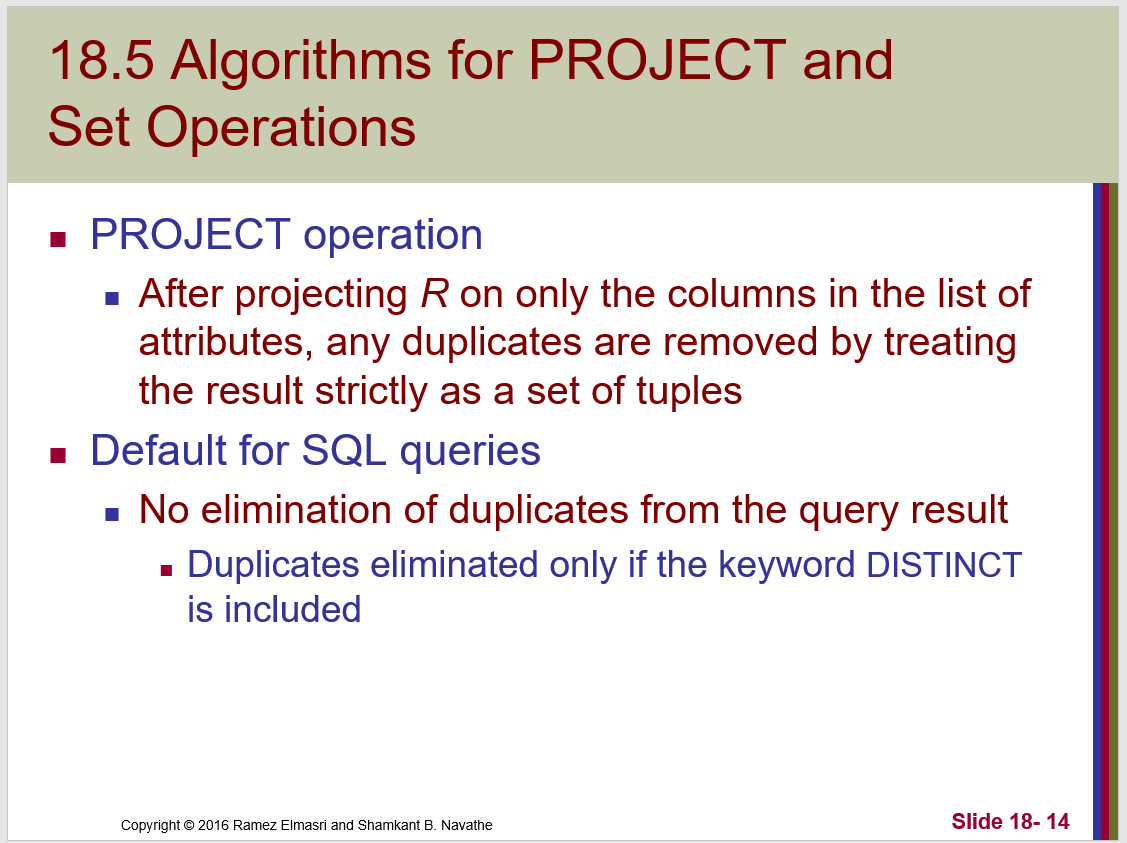 18.5 Algorithms for PROJECT and
Set Operations
PROJECT operation
After projecting R on only the columns in the list of
attributes, any duplicates are removed by treating
the result strictly as a set of tuples
Default for SQL queries
No elimination of duplicates from the query result
Duplicates eliminated only if the keyword DISTINCT
is included
Copyright © 2016 Ramez Elmasri and Shamkant B. Navathe
Slide 18- 14